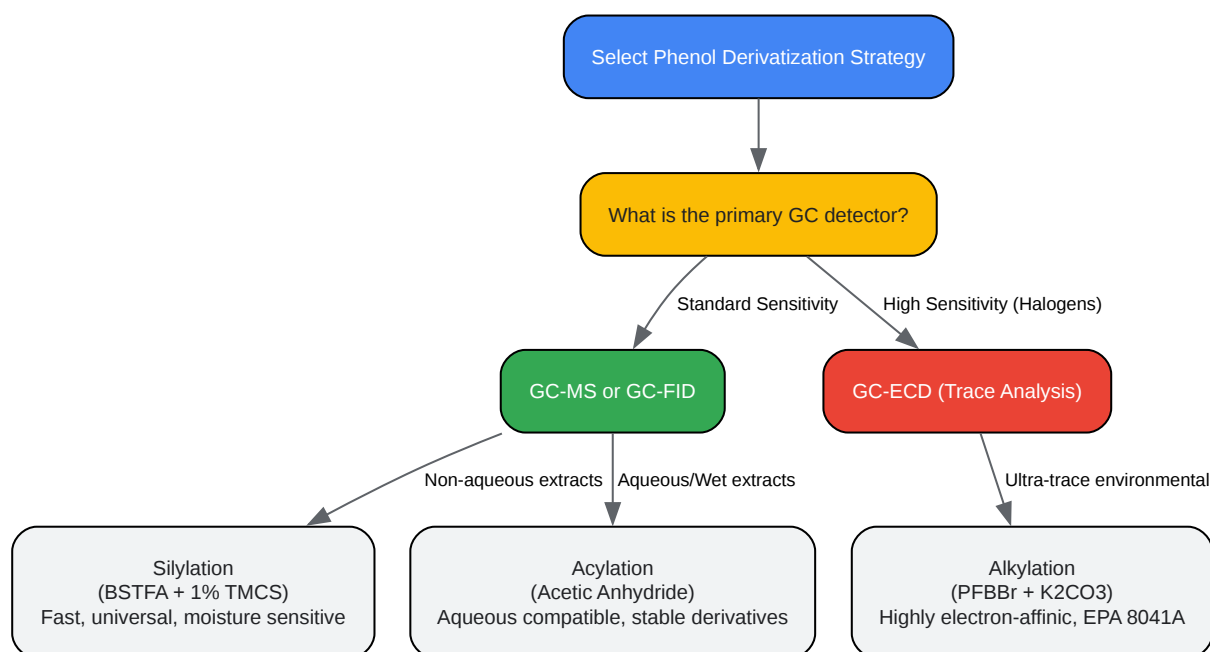 Select Phenol Derivatization Strategy
What is the primary GC detector?
Standard Sensitivity
High Sensitivity (Halogens)
GC-MS or GC-FID
GC-ECD (Trace Analysis)
Non-aqueous extracts
Aqueous/Wet extracts
Ultra-trace environmental
Silylation
(BSTFA + 1% TMCS)
Fast, universal, moisture sensitive
Acylation
(Acetic Anhydride)
Aqueous compatible, stable derivatives
Alkylation
(PFBBr + K2CO3)
Highly electron-affinic, EPA 8041A